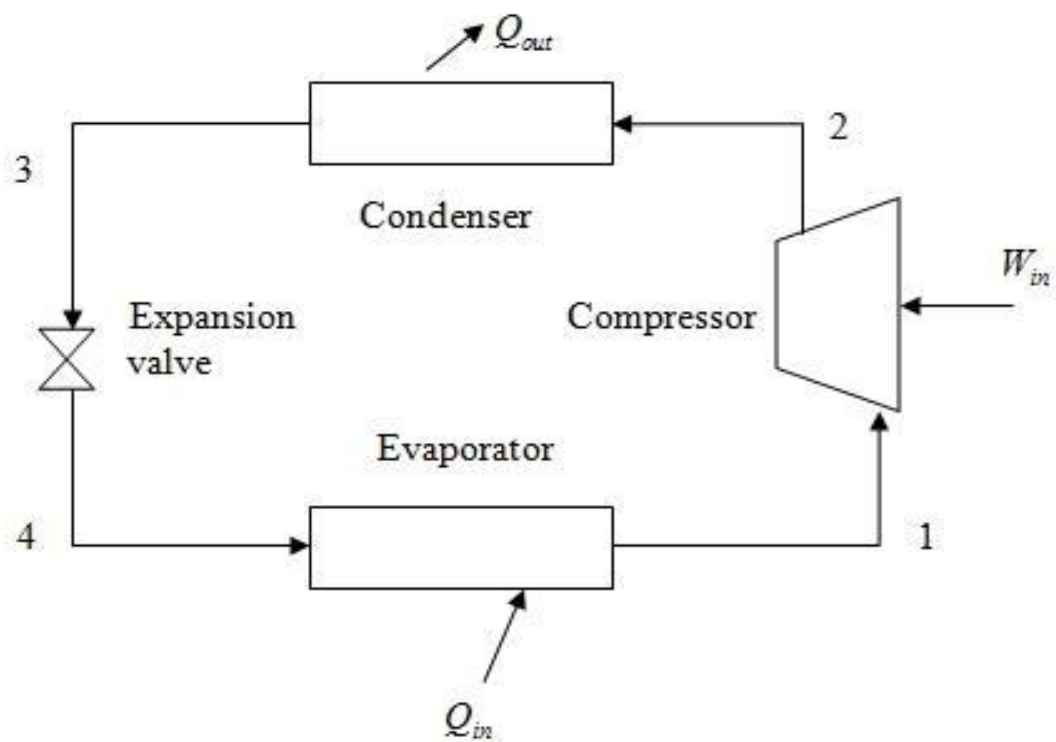 Q_out
2
3
Condenser
W_in
Expansion
valve
Compressor
Evaporator
4
1
Q_in